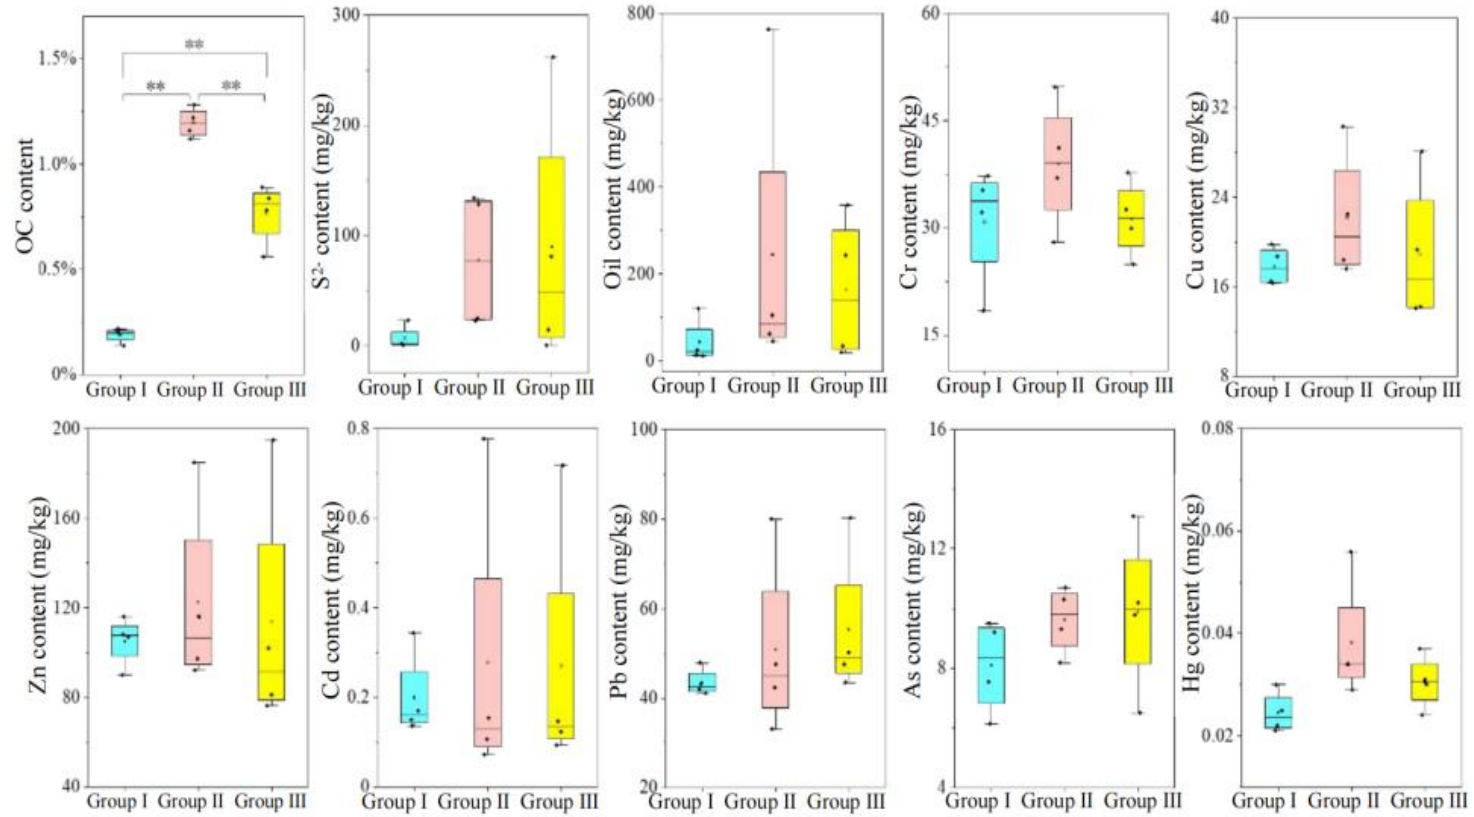 OC content
1.5%
1.0%
0.5%
0%
**
**
**
Group I
Group II
Group III
S²⁻ content (mg/kg)
300
200
100
0
Group I
Group II
Group III
Oil content (mg/kg)
800
600
400
200
0
Group I
Group II
Group III
Cr content (mg/kg)
60
45
30
15
Group I
Group II
Group III
Cu content (mg/kg)
40
32
24
16
8
Group I
Group II
Group III
Zn content (mg/kg)
200
160
120
80
40
Group I
Group II
Group III
Cd content (mg/kg)
0.8
0.6
0.4
0.2
0
Group I
Group II
Group III
Pb content (mg/kg)
100
80
60
40
20
Group I
Group II
Group III
As content (mg/kg)
16
12
8
4
Group I
Group II
Group III
Hg content (mg/kg)
0.08
0.06
0.04
0.02
Group I
Group II
Group III